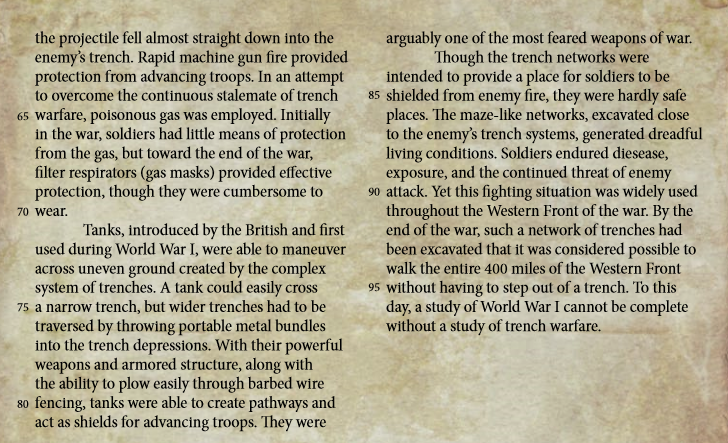 the projectile fell almost straight down into the
enemy's trench. Rapid machine gun fire provided
protection from advancing troops. In an attempt
to overcome the continuous stalemate of trench
65 warfare, poisonous gas was employed. Initially
in the war, soldiers had little means of protection
from the gas, but toward the end of the war,
filter respirators (gas masks) provided effective
protection, though they were cumbersome to
70 wear.
Tanks, introduced by the British and first
used during World War I, were able to maneuver
across uneven ground created by the complex
system of trenches. A tank could easily cross
75 a narrow trench, but wider trenches had to be
traversed by throwing portable metal bundles
into the trench depressions. With their powerful
weapons and armored structure, along with
the ability to plow easily through barbed wire
80 fencing, tanks were able to create pathways and
act as shields for advancing troops. They were
arguably one of the most feared weapons of war.
Though the trench networks were
intended to provide a place for soldiers to be
85 shielded from enemy fire, they were hardly safe
places. The maze-like networks, excavated close
to the enemy's trench systems, generated dreadful
living conditions. Soldiers endured diesease,
exposure, and the continued threat of enemy
90 attack. Yet this fighting situation was widely used
throughout the Western Front of the war. By the
end of the war, such a network of trenches had
been excavated that it was considered possible to
walk the entire 400 miles of the Western Front
95 without having to step out of a trench. To this
day, a study of World War I cannot be complete
without a study of trench warfare.